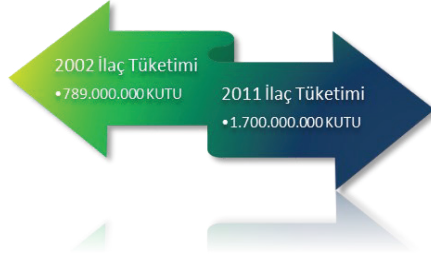 2002 İlaç Tüketimi
•789.000.000 KUTU
2011 İlaç Tüketimi
•1.700.000.000 KUTU